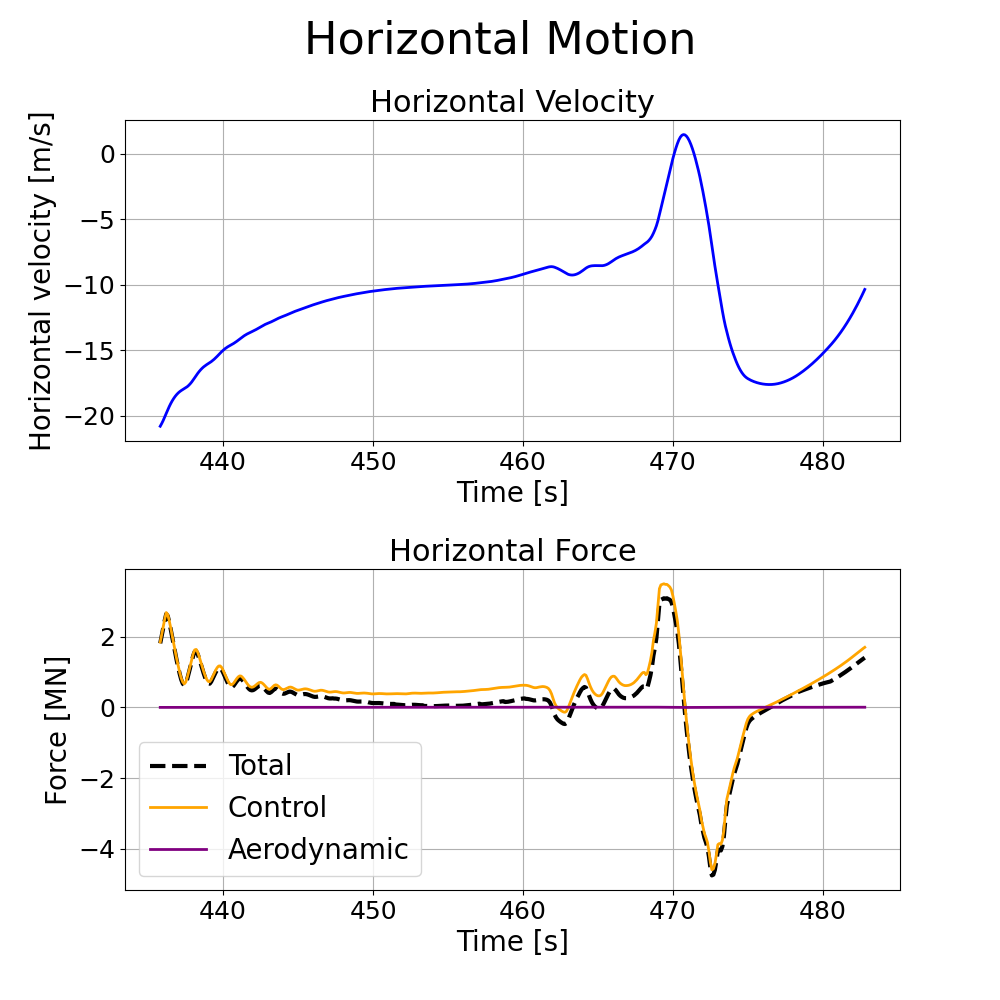 Horizontal Motion
Horizontal Velocity
Horizontal velocity [m/s]
0
−5
−10
−15
−20
440 450 460 470 480
Time [s]
Horizontal Force
Force [MN]
2
0
−2
−4
Total
Control
Aerodynamic
440 450 460 470 480
Time [s]